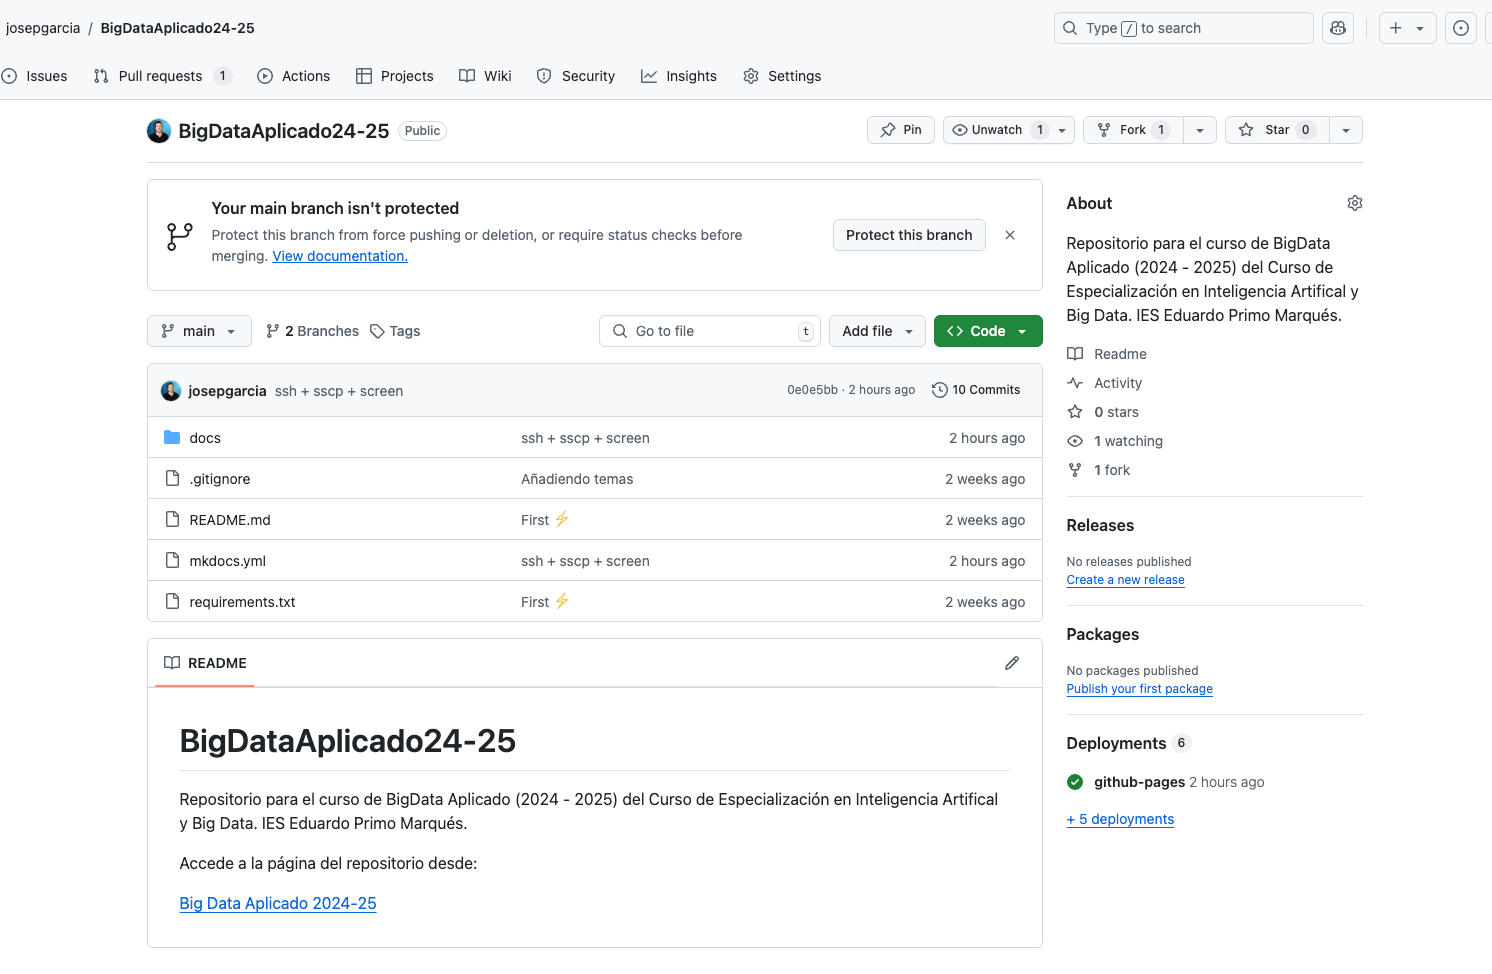 josepgarcia / BigDataAplicado24-25
Type / to search
Issues
Pull requests 1
Actions
Projects
Wiki
Security
Insights
Settings
BigDataAplicado24-25 Public
Pin
Unwatch 1
Fork 1
Star 0
Your main branch isn't protected
Protect this branch from force pushing or deletion, or require status checks before
merging. View documentation.
Protect this branch
main
2 Branches
Tags
Go to file t
Add file
Code
josepgarcia ssh + sscp + screen 0e0e5bb · 2 hours ago 10 Commits
docs ssh + sscp + screen 2 hours ago
.gitignore Añadiendo temas 2 weeks ago
README.md First ⚡ 2 weeks ago
mkdocs.yml ssh + sscp + screen 2 hours ago
requirements.txt First ⚡ 2 weeks ago
README
BigDataAplicado24-25
Repositorio para el curso de BigData Aplicado (2024 - 2025) del Curso de Especialización en Inteligencia Artifical
y Big Data. IES Eduardo Primo Marqués.
Accede a la página del repositorio desde:
Big Data Aplicado 2024-25
About
Repositorio para el curso de BigData
Aplicado (2024 - 2025) del Curso de
Especialización en Inteligencia Artifical y
Big Data. IES Eduardo Primo Marqués.
Readme
Activity
0 stars
1 watching
1 fork
Releases
No releases published
Create a new release
Packages
No packages published
Publish your first package
Deployments 6
github-pages 2 hours ago
+ 5 deployments